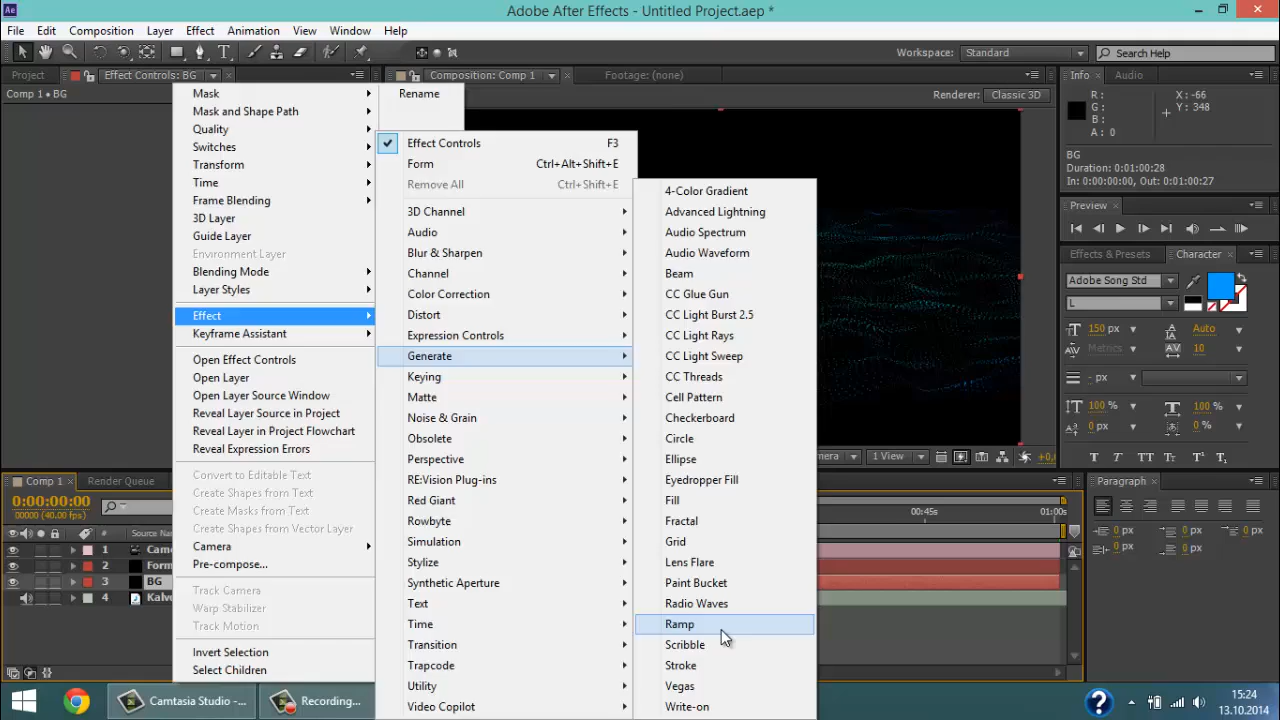 Ae
Adobe After Effects - Untitled Project.aep *
File Edit Composition Layer Effect Animation View Window Help
Workspace: Standard Search Help
Project Effect Controls: BG Composition: Comp 1 Footage: (none) Info Audio
Comp 1 • BG
Renderer: Classic 3D
R : X : -66
G : Y : 348
B :
A : 0
BG
Duration: 0:01:00:28
In: 0:00:00:00, Out: 0:01:00:27
Preview
Effects & Presets Character
Adobe Song Std
L
150 px Auto
Metrics 10
- px
100 % 100 %
0 px 0 %
T T TT Tt T¹ T₁
Paragraph
0 px 0 px 0 px
0 px 0 px
Mask
Mask and Shape Path
Quality
Switches
Transform
Time
Frame Blending
3D Layer
Guide Layer
Environment Layer
Blending Mode
Layer Styles
Effect
Keyframe Assistant
Open Effect Controls
Open Layer
Open Layer Source Window
Reveal Layer Source in Project
Reveal Layer in Project Flowchart
Reveal Expression Errors
Convert to Editable Text
Create Shapes from Text
Create Masks from Text
Create Shapes from Vector Layer
Camera
Pre-compose...
Track Camera
Warp Stabilizer
Track Motion
Invert Selection
Select Children
Rename
Effect Controls F3
Form Ctrl+Alt+Shift+E
Remove All Ctrl+Shift+E
3D Channel
Audio
Blur & Sharpen
Channel
Color Correction
Distort
Expression Controls
Generate
Keying
Matte
Noise & Grain
Obsolete
Perspective
RE:Vision Plug-ins
Red Giant
Rowbyte
Simulation
Stylize
Synthetic Aperture
Text
Time
Transition
Trapcode
Utility
Video Copilot
4-Color Gradient
Advanced Lightning
Audio Spectrum
Audio Waveform
Beam
CC Glue Gun
CC Light Burst 2.5
CC Light Rays
CC Light Sweep
CC Threads
Cell Pattern
Checkerboard
Circle
Ellipse
Eyedropper Fill
Fill
Fractal
Grid
Lens Flare
Paint Bucket
Radio Waves
Ramp
Scribble
Stroke
Vegas
Write-on
mera 1 View +0,
Comp 1 Render Queue
0:00:00:00
00000 (40.00 fps)
# Source Name
00:45s 01:00s
1 Came
2 Form
3 BG
4 Kalv
Camtasia Studio -... Recording...
15:24
13.10.2014